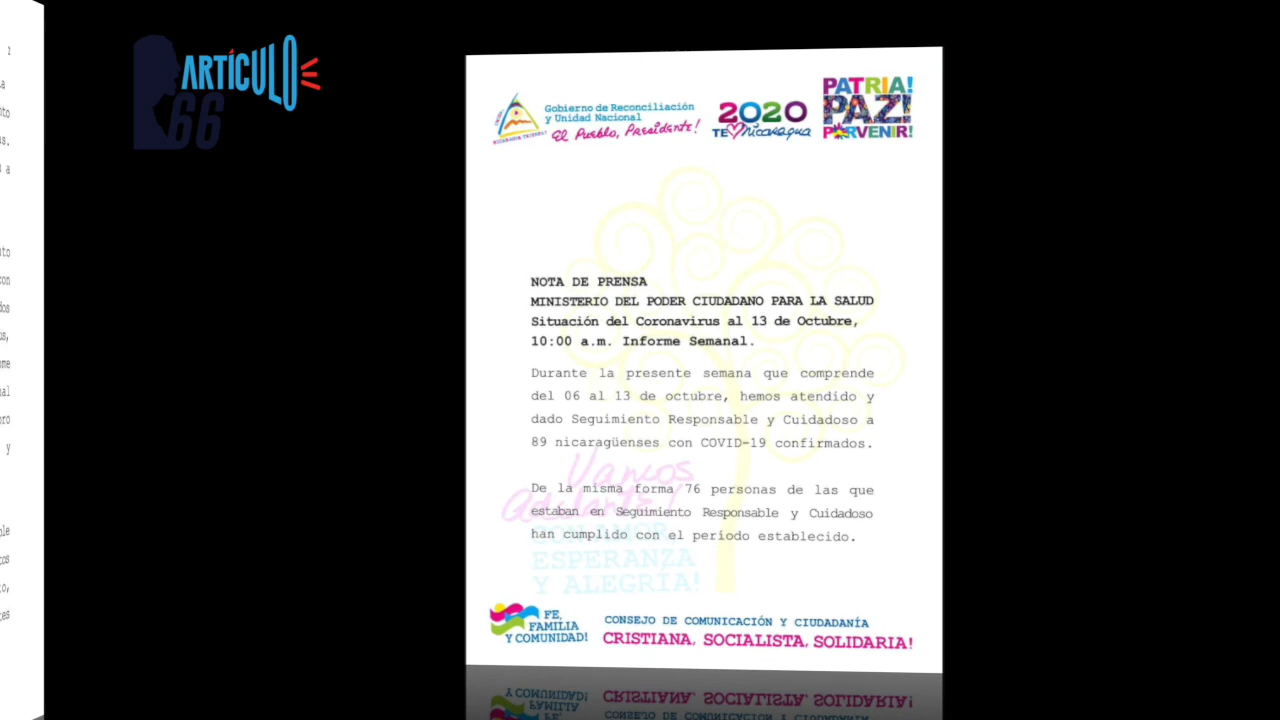 ARTÍCULO
66
Gobierno de Reconciliación
y Unidad Nacional
El Pueblo, Presidente!
2020
TE Nicaragua
PATRIA!
PAZ!
PORVENIR!
NOTA DE PRENSA
MINISTERIO DEL PODER CIUDADANO PARA LA SALUD
Situación del Coronavirus al 13 de Octubre,
10:00 a.m. Informe Semanal.
Durante la presente semana que comprende
del 06 al 13 de octubre, hemos atendido y
dado Seguimiento Responsable y Cuidadoso a
89 nicaragüenses con COVID-19 confirmados.
De la misma forma 76 personas de las que
estaban en Seguimiento Responsable y Cuidadoso
han cumplido con el periodo establecido.
Vamos
adelante!
CON AMOR,
ESPERANZA
Y ALEGRÍA!
FE,
FAMILIA
Y COMUNIDAD!
CONSEJO DE COMUNICACIÓN Y CIUDADANÍA
CRISTIANA, SOCIALISTA, SOLIDARIA!